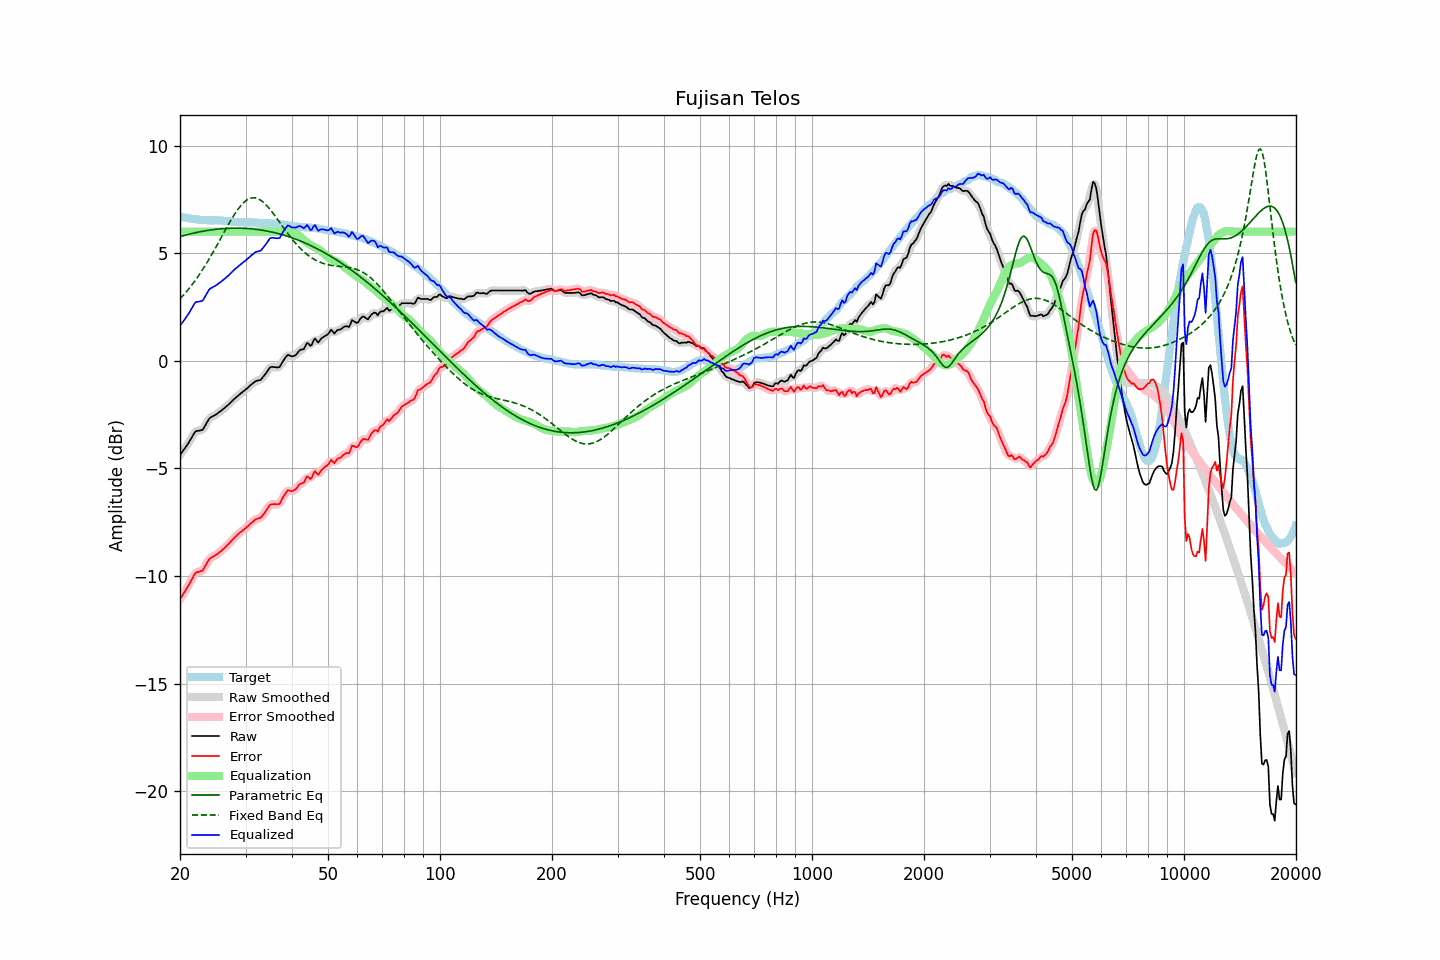 Fujisan Telos
Amplitude (dBr)
10
5
0
−5
−10
−15
−20
Target
Raw Smoothed
Error Smoothed
Raw
Error
Equalization
Parametric Eq
Fixed Band Eq
Equalized
20 50 100 200 500 1000 2000 5000 10000 20000
Frequency (Hz)